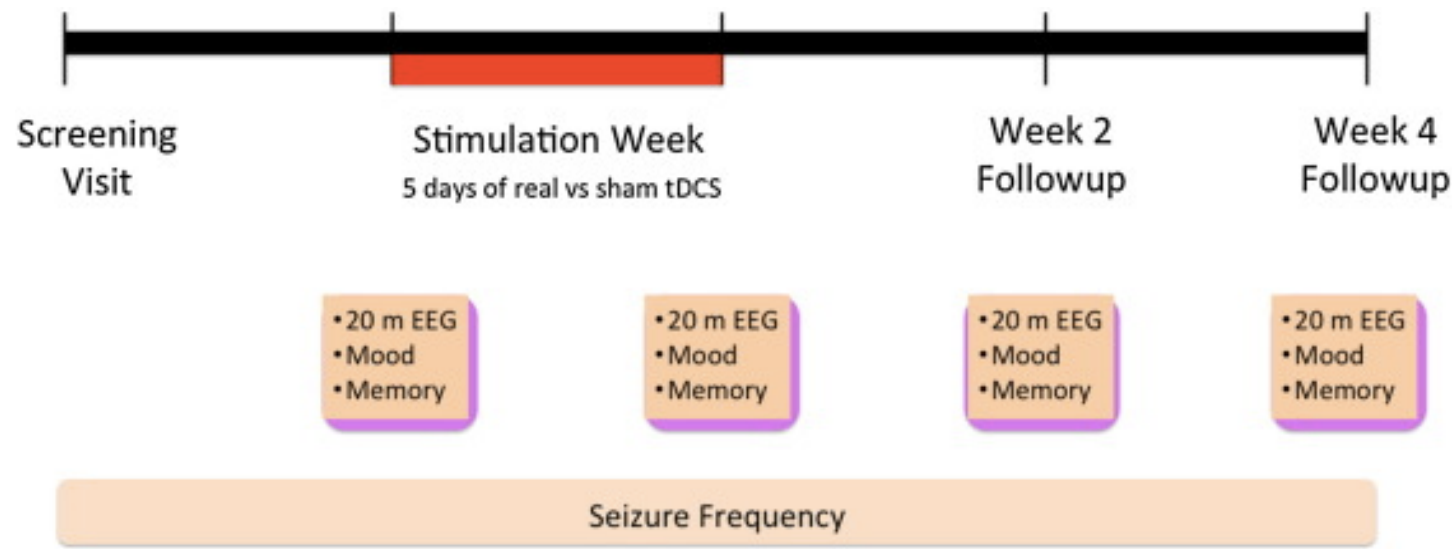 Screening
Visit
Stimulation Week
5 days of real vs sham tDCS
Week 2
Followup
Week 4
Followup
•20 m EEG
•Mood
•Memory
•20 m EEG
•Mood
•Memory
•20 m EEG
•Mood
•Memory
•20 m EEG
•Mood
•Memory
Seizure Frequency